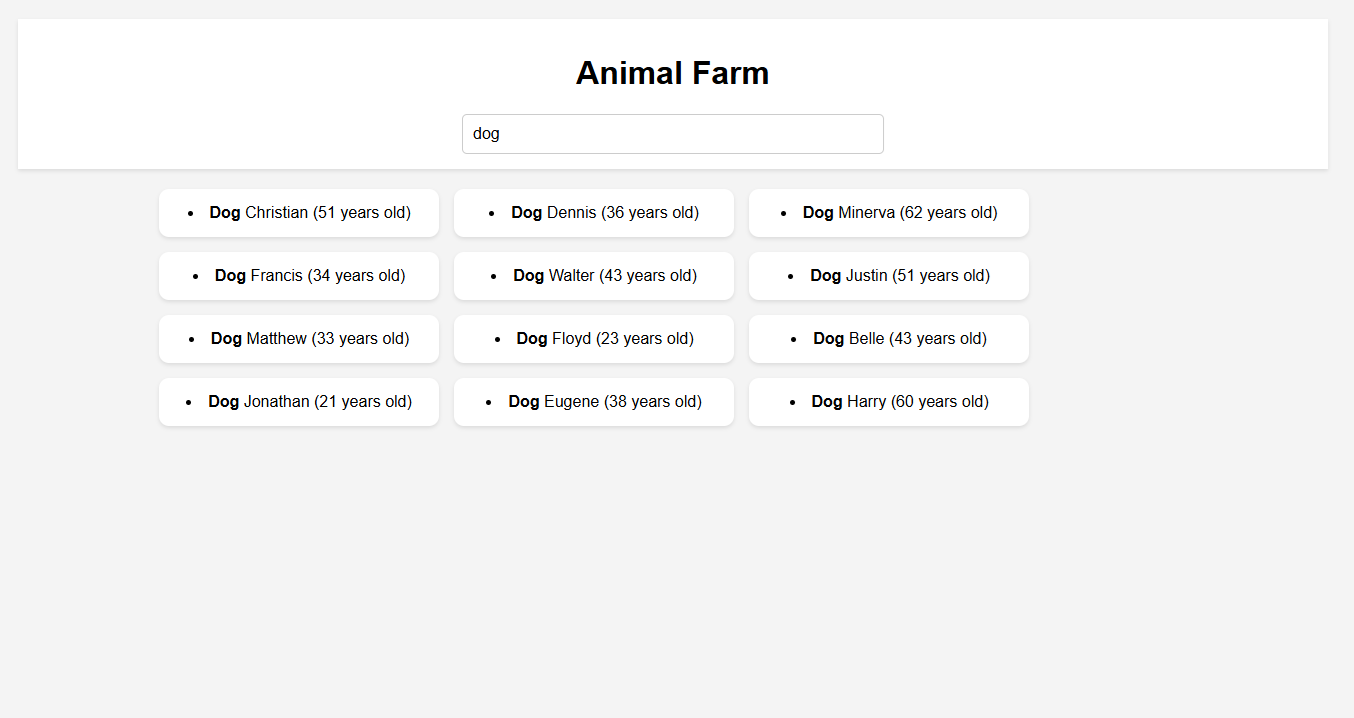 Animal Farm
dog
• Dog Christian (51 years old)
• Dog Dennis (36 years old)
• Dog Minerva (62 years old)
• Dog Francis (34 years old)
• Dog Walter (43 years old)
• Dog Justin (51 years old)
• Dog Matthew (33 years old)
• Dog Floyd (23 years old)
• Dog Belle (43 years old)
• Dog Jonathan (21 years old)
• Dog Eugene (38 years old)
• Dog Harry (60 years old)